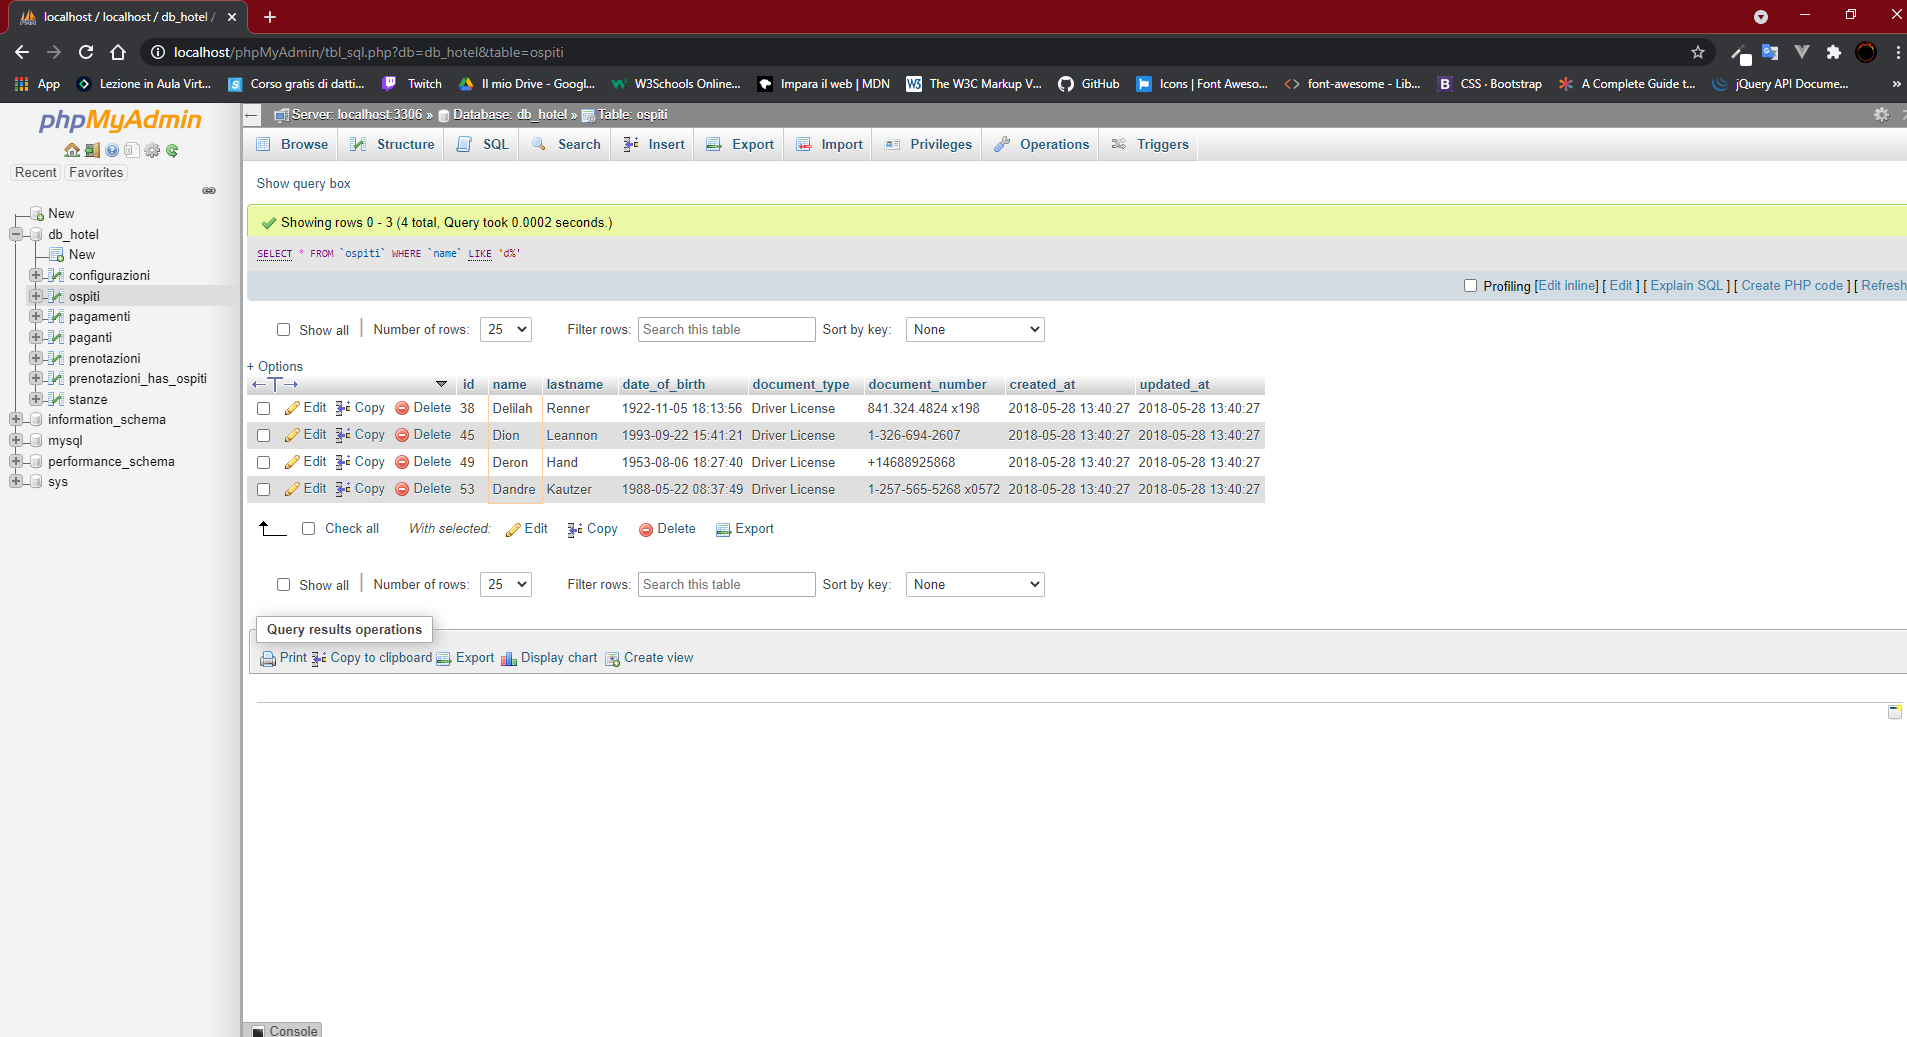 localhost / localhost / db_hotel /
localhost/phpMyAdmin/tbl_sql.php?db=db_hotel&table=ospiti
App Lezione in Aula Virt... Corso gratis di datti... Twitch Il mio Drive - Googl... W3Schools Online... Impara il web | MDN The W3C Markup V... GitHub Icons | Font Aweso... font-awesome - Lib... CSS · Bootstrap A Complete Guide t... jQuery API Docume... »
phpMyAdmin
Recent Favorites
New
db_hotel
New
configurazioni
ospiti
pagamenti
paganti
prenotazioni
prenotazioni_has_ospiti
stanze
information_schema
mysql
performance_schema
sys
Server: localhost:3306 » Database: db_hotel » Table: ospiti
Browse Structure SQL Search Insert Export Import Privileges Operations Triggers
Show query box
Showing rows 0 - 3 (4 total, Query took 0.0002 seconds.)
SELECT * FROM `ospiti` WHERE `name` LIKE 'd%'
Profiling [Edit inline] [ Edit ] [ Explain SQL ] [ Create PHP code ] [ Refresh
Show all Number of rows: 25 Filter rows: Search this table Sort by key: None
+ Options
id name lastname date_of_birth document_type document_number created_at updated_at
Edit Copy Delete 38 Delilah Renner 1922-11-05 18:13:56 Driver License 841.324.4824 x198 2018-05-28 13:40:27 2018-05-28 13:40:27
Edit Copy Delete 45 Dion Leannon 1993-09-22 15:41:21 Driver License 1-326-694-2607 2018-05-28 13:40:27 2018-05-28 13:40:27
Edit Copy Delete 49 Deron Hand 1953-08-06 18:27:40 Driver License +14688925868 2018-05-28 13:40:27 2018-05-28 13:40:27
Edit Copy Delete 53 Dandre Kautzer 1988-05-22 08:37:49 Driver License 1-257-565-5268 x0572 2018-05-28 13:40:27 2018-05-28 13:40:27
Check all With selected: Edit Copy Delete Export
Show all Number of rows: 25 Filter rows: Search this table Sort by key: None
Query results operations
Print Copy to clipboard Export Display chart Create view
Console